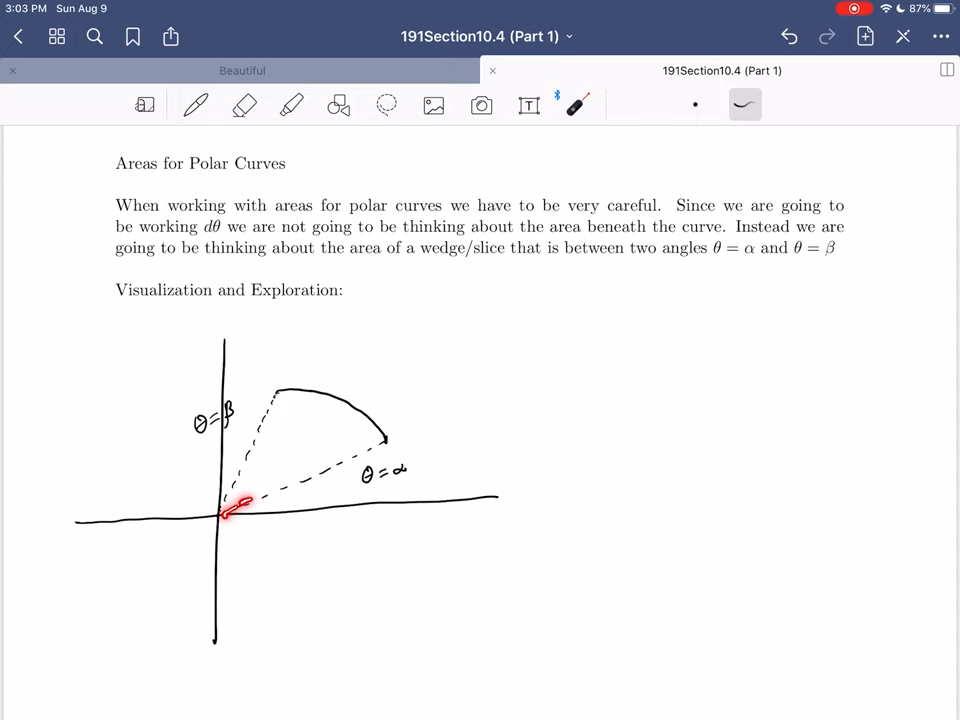 3:03 PM Sun Aug 9
87%
191Section10.4 (Part 1)
Beautiful
191Section10.4 (Part 1)
T
Areas for Polar Curves
When working with areas for polar curves we have to be very careful. Since we are going to
be working dθ we are not going to be thinking about the area beneath the curve. Instead we are
going to be thinking about the area of a wedge/slice that is between two angles θ = α and θ = β
Visualization and Exploration:
θ = β
θ = α